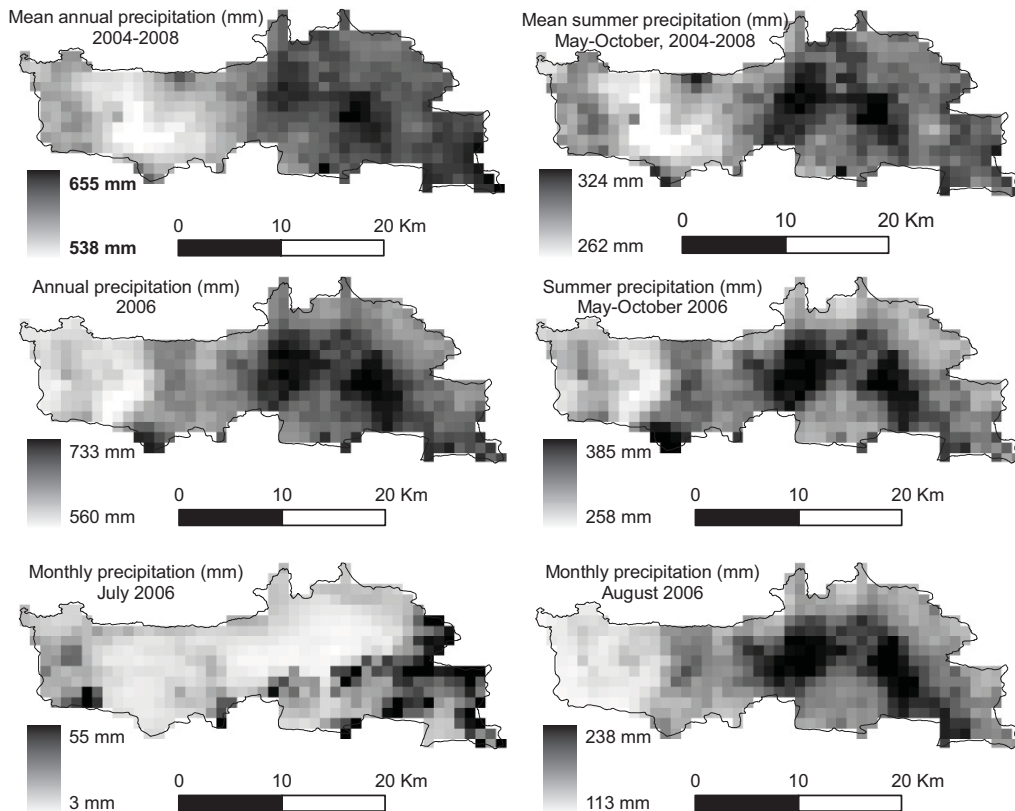 Mean annual precipitation (mm)
2004-2008
655 mm
538 mm
0 10 20 Km
Mean summer precipitation (mm)
May-October, 2004-2008
324 mm
262 mm
0 10 20 Km
Annual precipitation (mm)
2006
733 mm
560 mm
0 10 20 Km
Summer precipitation (mm)
May-October 2006
385 mm
258 mm
0 10 20 Km
Monthly precipitation (mm)
July 2006
55 mm
3 mm
0 10 20 Km
Monthly precipitation (mm)
August 2006
238 mm
113 mm
0 10 20 Km